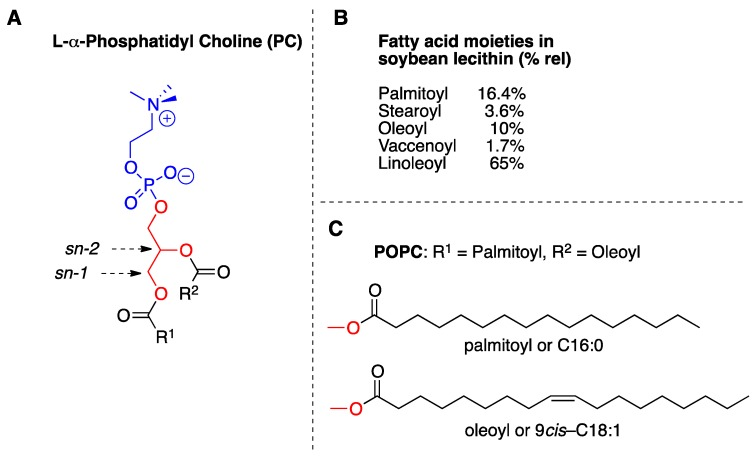 A
L-α-Phosphatidyl Choline (PC)
N
+
O
P
O
−
O
O
sn-2
O
O
sn-1
R2
O
O
R1
B
Fatty acid moieties in
soybean lecithin (% rel)
Palmitoyl 16.4%
Stearoyl 3.6%
Oleoyl 10%
Vaccenoyl 1.7%
Linoleoyl 65%
C
POPC: R1 = Palmitoyl, R2 = Oleoyl
O
O
palmitoyl or C16:0
O
O
oleoyl or 9cis–C18:1